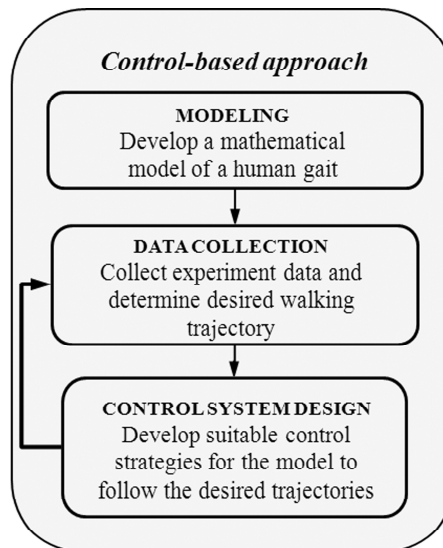 Control-based approach
MODELING
Develop a mathematical
model of a human gait
DATA COLLECTION
Collect experiment data and
determine desired walking
trajectory
CONTROL SYSTEM DESIGN
Develop suitable control
strategies for the model to
follow the desired trajectories